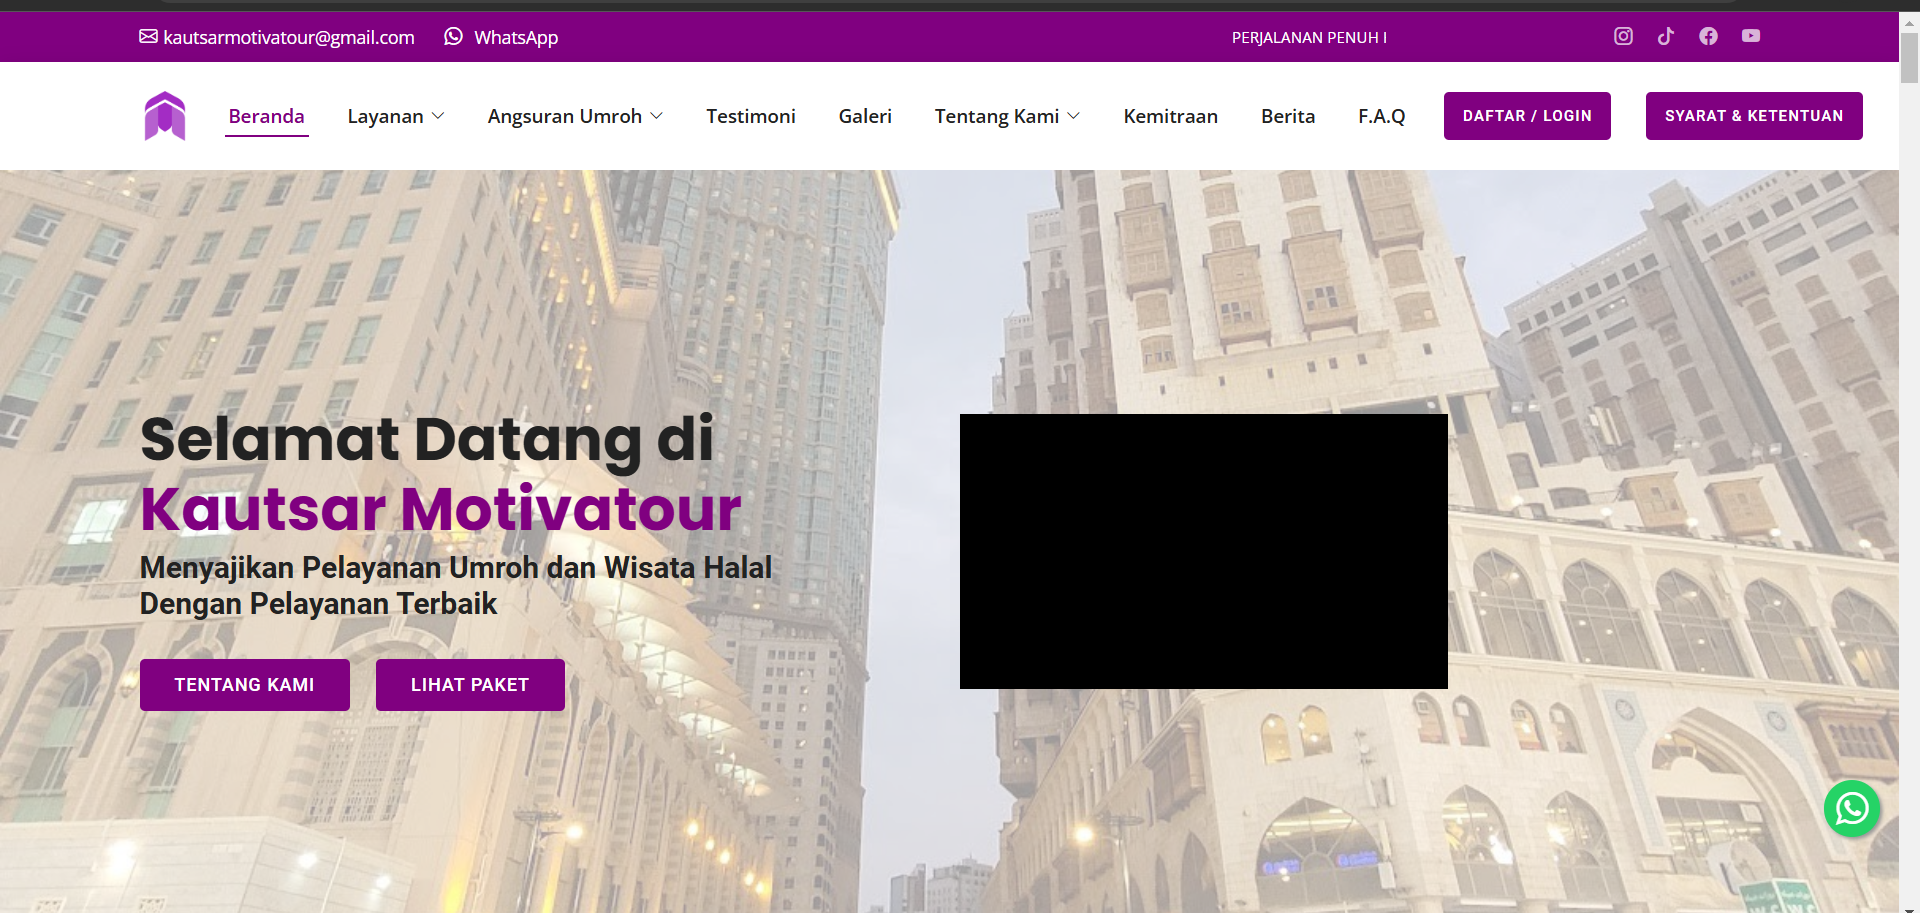 kautsarmotivatour@gmail.com WhatsApp PERJALANAN PENUH I
Beranda Layanan Angsuran Umroh Testimoni Galeri Tentang Kami Kemitraan Berita F.A.Q DAFTAR / LOGIN SYARAT & KETENTUAN
Selamat Datang di
Kautsar Motivatour
Menyajikan Pelayanan Umroh dan Wisata Halal
Dengan Pelayanan Terbaik
TENTANG KAMI LIHAT PAKET